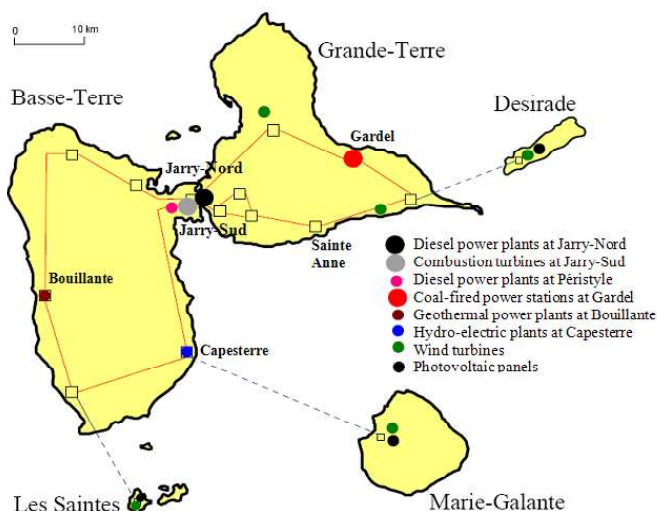 0
10 km
Grande-Terre
Basse-Terre
Desirade
Gardel
Jarry-Nord
Jarry-Sud
Sainte
Anne
Bouillante
Capesterre
Les Saintes
Marie-Galante
Diesel power plants at Jarry-Nord
Combustion turbines at Jarry-Sud
Diesel power plants at Péristyle
Coal-fired power stations at Gardel
Geothermal power plants at Bouillante
Hydro-electric plants at Capesterre
Wind turbines
Photovoltaic panels